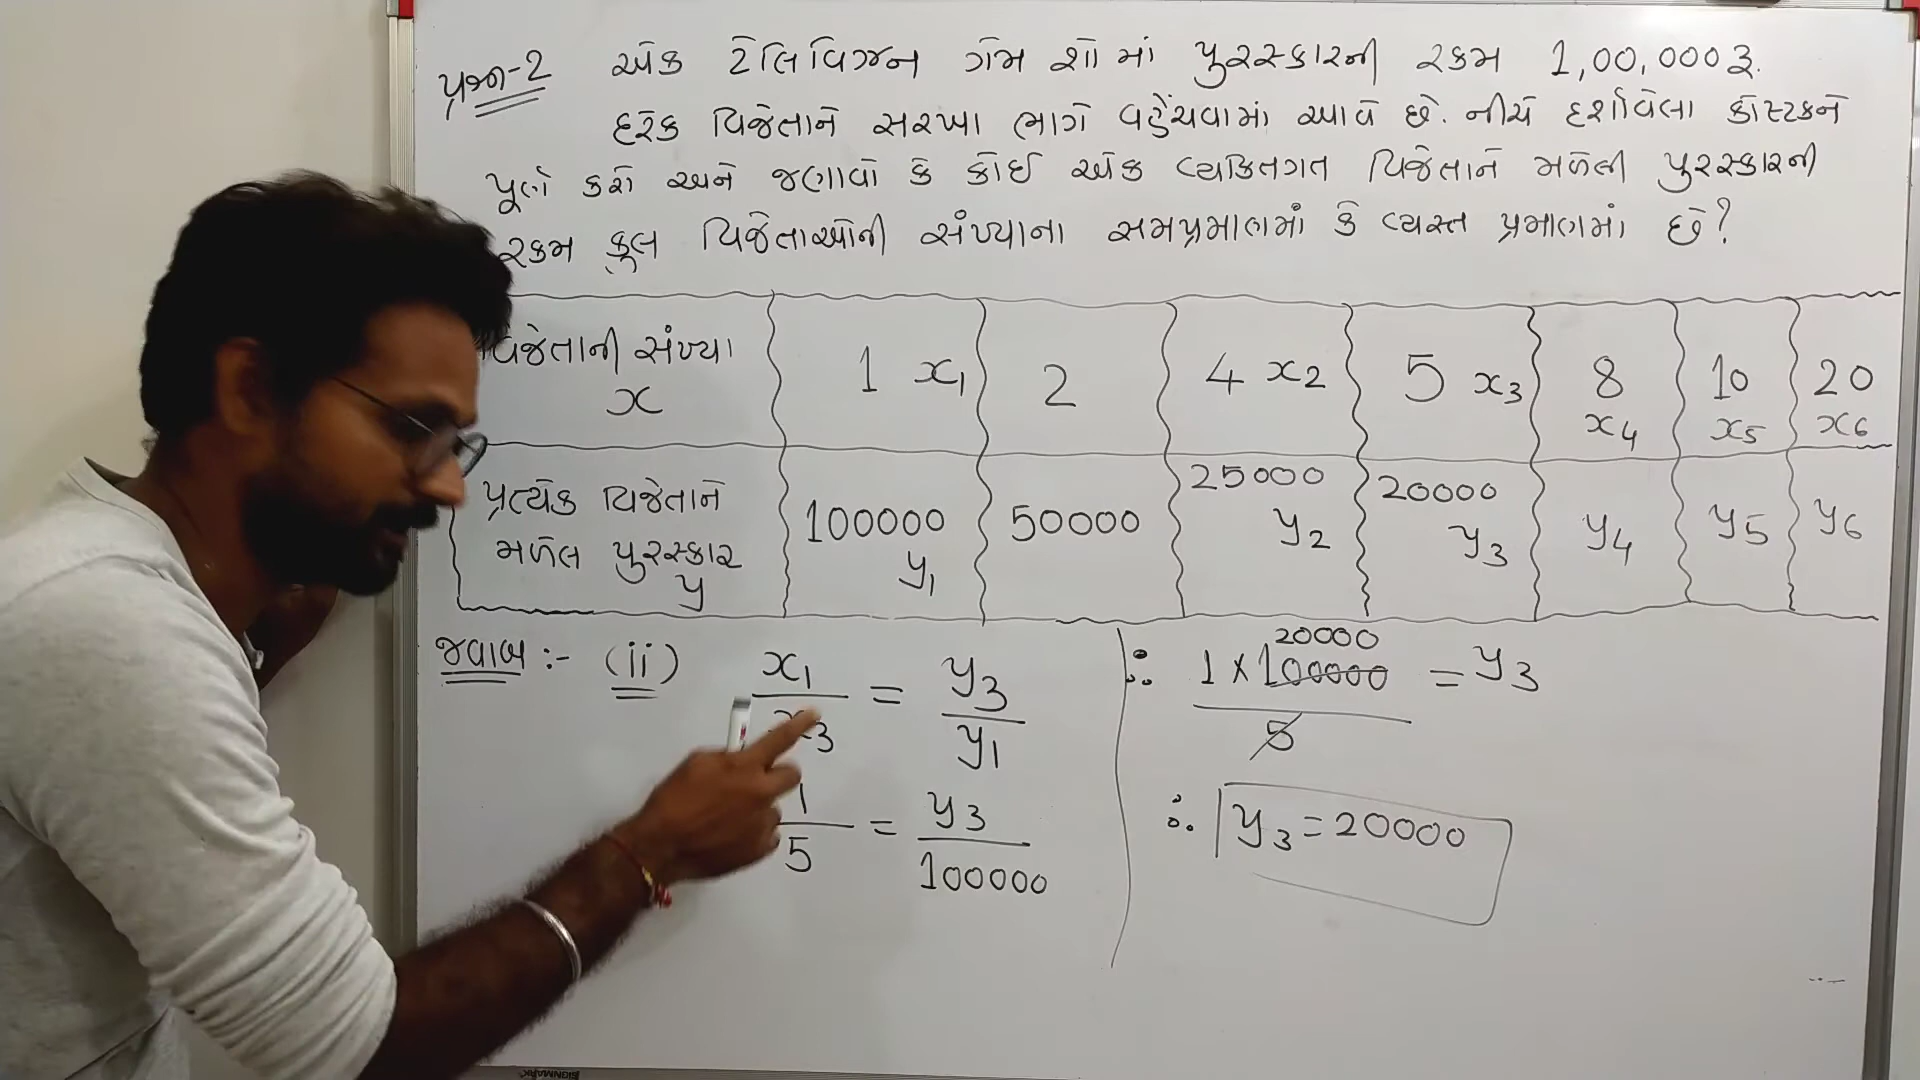 પ્રશ્ન-2 એક ટેલિવિઝન ગેમ શો માં પુરસ્કારની રકમ 1,00,000 રૂ.
દરેક વિજેતાને સરખા ભાગે વહેંચવામાં આવે છે. નીચે દર્શાવેલા કોસ્ટકને
પૂર્ણ કરો અને જણાવો કે કોઈ એક વ્યક્તિગત વિજેતાને મળેલી પુરસ્કારની
રકમ કુલ વિજેતાઓની સંખ્યાના સમપ્રમાણમાં કે વ્યસ્ત પ્રમાણમાં છે?
વિજેતાની સંખ્યા 1 x₁ 2 4 x₂ 5 x₃ 8 10 20
x x₄ x₅ x₆
25000 20000
પ્રત્યેક વિજેતાને 100000 50000 y₂ y₃ y₄ y₅ y₆
મળેલ પુરસ્કાર y₁
y
જવાબ :- (ii) x₁/x₃ = y₃/y₁
1/5 = y₃/100000
20000
∴ 1 × 100000 / 5 = y₃
∴ y₃ = 20000